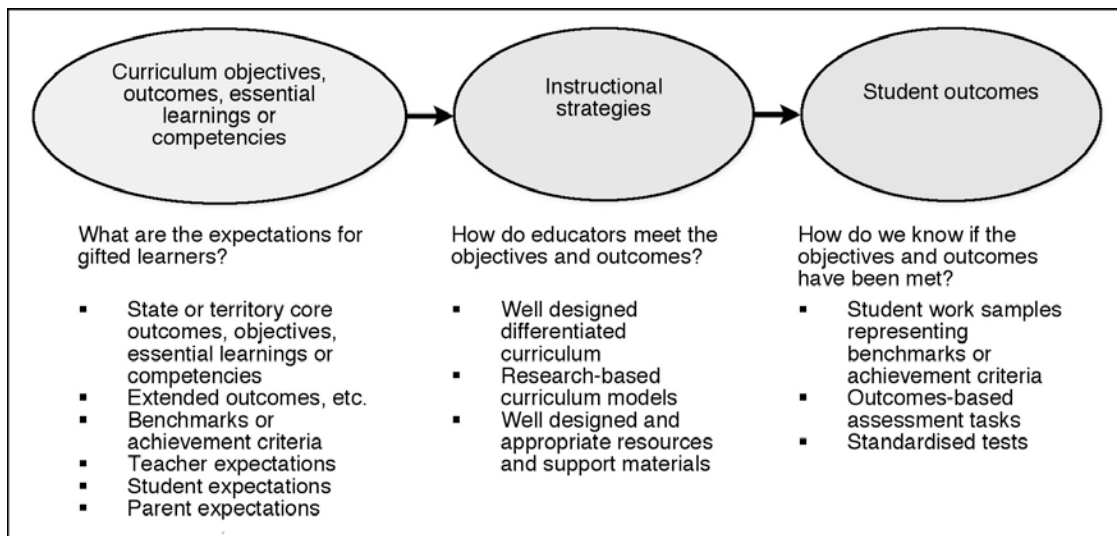 Curriculum objectives,
outcomes, essential
learnings or
competencies
Instructional
strategies
Student outcomes
What are the expectations for
gifted learners?
▪ State or territory core
outcomes, objectives,
essential learnings or
competencies
▪ Extended outcomes, etc.
▪ Benchmarks or
achievement criteria
▪ Teacher expectations
▪ Student expectations
▪ Parent expectations
How do educators meet the
objectives and outcomes?
▪ Well designed
differentiated
curriculum
▪ Research-based
curriculum models
▪ Well designed and
appropriate resources
and support materials
How do we know if the
objectives and outcomes
have been met?
▪ Student work samples
representing
benchmarks or
achievement criteria
▪ Outcomes-based
assessment tasks
▪ Standardised tests